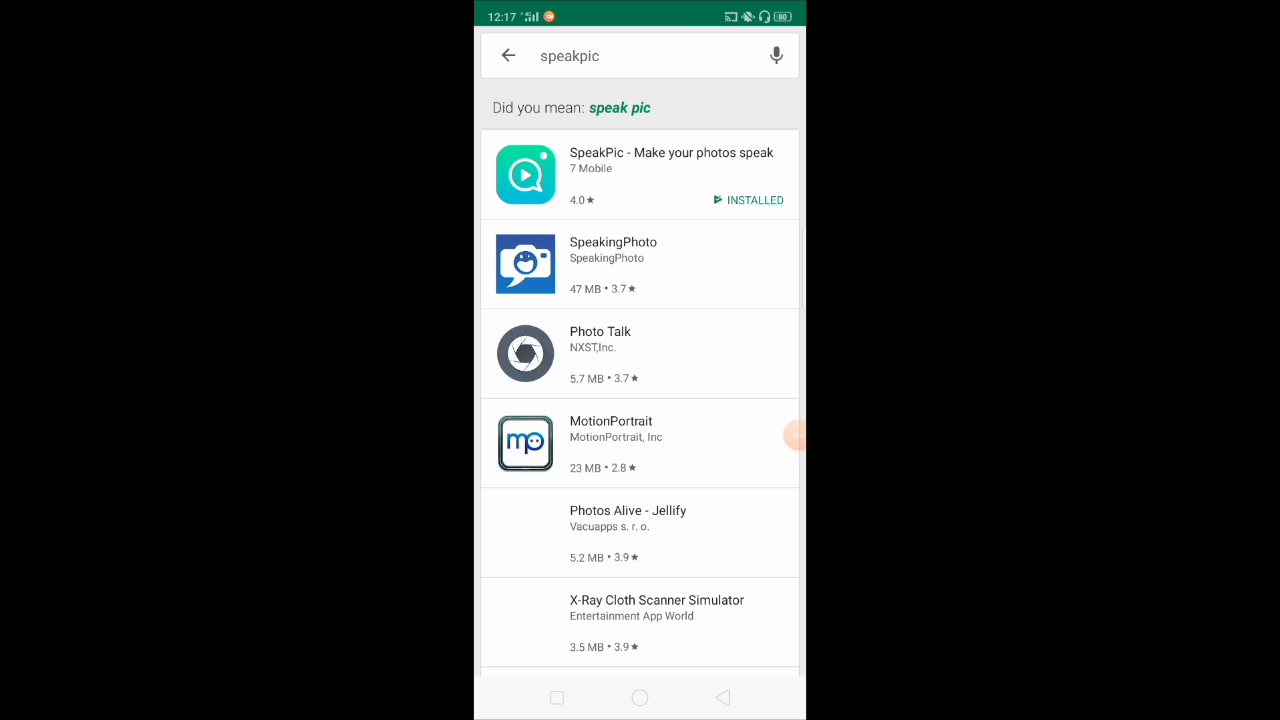 12:17 4G 80
speakpic
Did you mean: speak pic
SpeakPic - Make your photos speak
7 Mobile
4.0★ INSTALLED
SpeakingPhoto
SpeakingPhoto
47 MB • 3.7★
Photo Talk
NXST,Inc.
5.7 MB • 3.7★
mp
MotionPortrait
MotionPortrait, Inc
23 MB • 2.8★
Photos Alive - Jellify
Vacuapps s. r. o.
5.2 MB • 3.9★
X-Ray Cloth Scanner Simulator
Entertainment App World
3.5 MB • 3.9★